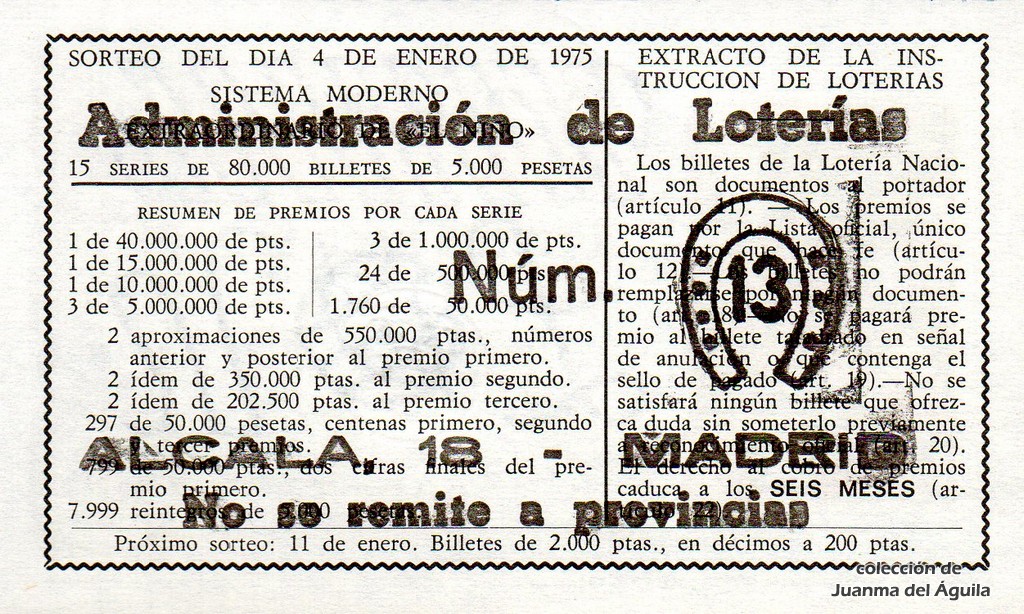 SORTEO DEL DIA 4 DE ENERO DE 1975
SISTEMA MODERNO
EXTRAORDINARIO DE «EL NIÑO»
15 SERIES DE 80.000 BILLETES DE 5.000 PESETAS
RESUMEN DE PREMIOS POR CADA SERIE
1 de 40.000.000 de pts.
1 de 15.000.000 de pts.
1 de 10.000.000 de pts.
3 de 5.000.000 de pts.
3 de 1.000.000 de pts.
24 de 500.000 pts.
1.760 de 50.000 pts.
2 aproximaciones de 550.000 ptas., números
anterior y posterior al premio primero.
2 ídem de 350.000 ptas. al premio segundo.
2 ídem de 202.500 ptas. al premio tercero.
297 de 50.000 pesetas, centenas primero, segundo
y tercer premios.
799 de 50.000 ptas., dos cifras finales del pre-
mio primero.
7.999 reintegros de 5.000 pesetas.
EXTRACTO DE LA INS-
TRUCCION DE LOTERIAS
Los billetes de la Lotería Nacio-
nal son documentos al portador
(artículo 11). — Los premios se
pagan por la Lista oficial, único
documento que hace fe (artícu-
lo 12).—Los billetes no podrán
remplazarse por ningún documen-
to (art. 18).—No se pagará pre-
mio al billete taladrado en señal
de anulación o que contenga el
sello de pagado (art. 19).—No se
satisfará ningún billete que ofrez-
ca duda sin someterlo previamente
a reconocimiento oficial (art. 20).
El derecho al cobro de premios
caduca a los SEIS MESES (ar-
tículo 22).
Próximo sorteo: 11 de enero. Billetes de 2.000 ptas., en décimos a 200 ptas.
Administración de Loterías
Núm. 13
ALCALA, 18 - MADRID
No se remite a provincias
colección de
Juanma del Águila